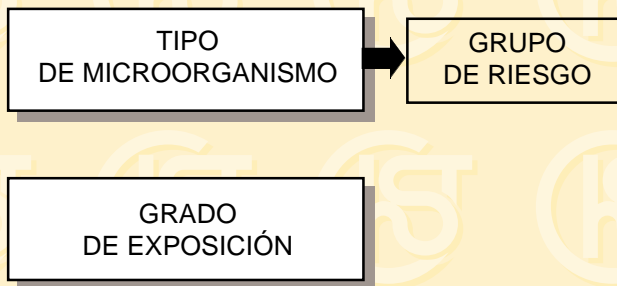 TIPO
DE MICROORGANISMO
GRUPO
DE RIESGO
GRADO
DE EXPOSICIÓN